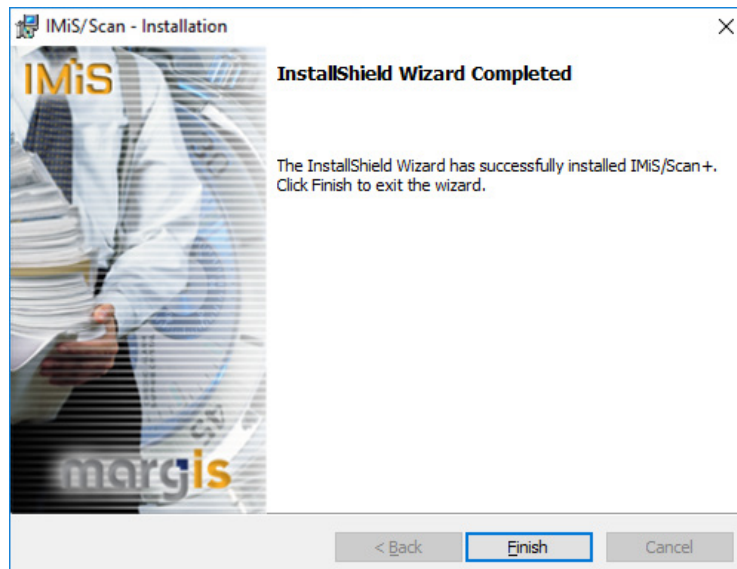 IMiS/Scan - Installation
IMiS
InstallShield Wizard Completed
The InstallShield Wizard has successfully installed IMiS/Scan+.
Click Finish to exit the wizard.
margis
< Back
Finish
Cancel